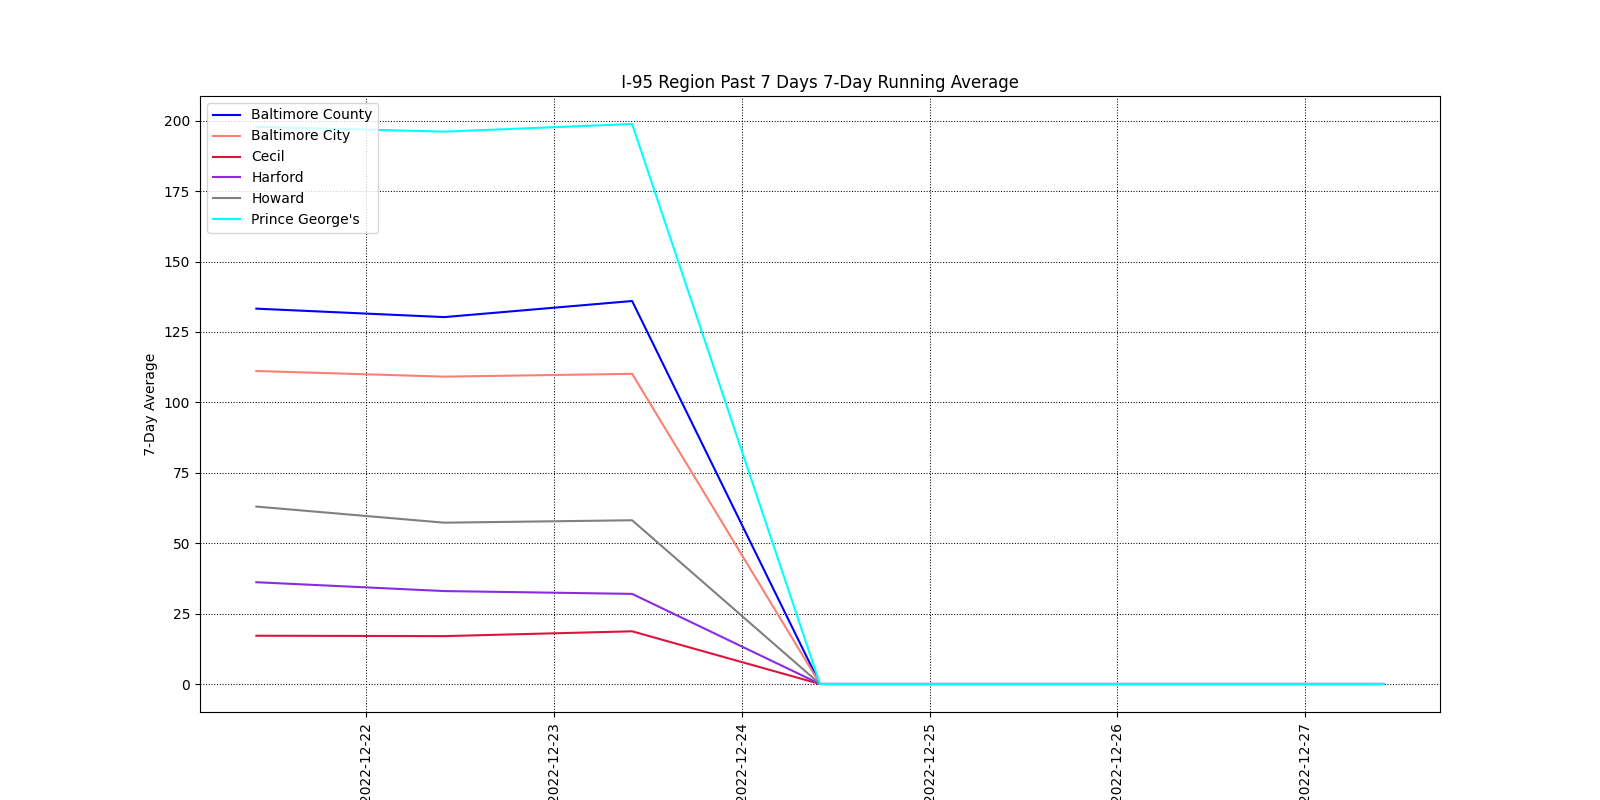 I-95 Region Past 7 Days 7-Day Running Average
Baltimore County
Baltimore City
Cecil
Harford
Howard
Prince George's
200
175
150
125
100
75
50
25
0
7-Day Average
2022-12-22
2022-12-23
2022-12-24
2022-12-25
2022-12-26
2022-12-27